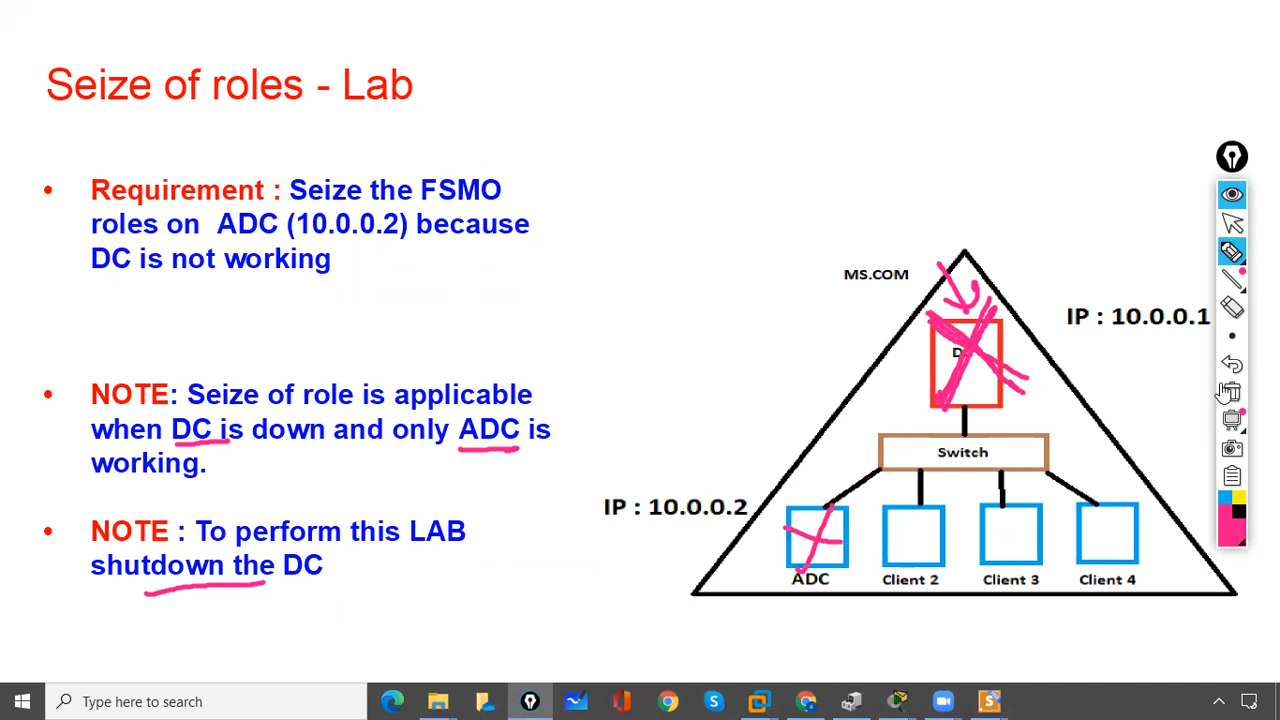 Seize of roles - Lab
• Requirement : Seize the FSMO
roles on ADC (10.0.0.2) because
DC is not working
• NOTE: Seize of role is applicable
when DC is down and only ADC is
working.
• NOTE : To perform this LAB
shutdown the DC
MS.COM
IP : 10.0.0.1
Switch
IP : 10.0.0.2
ADC
Client 2
Client 3
Client 4
Type here to search